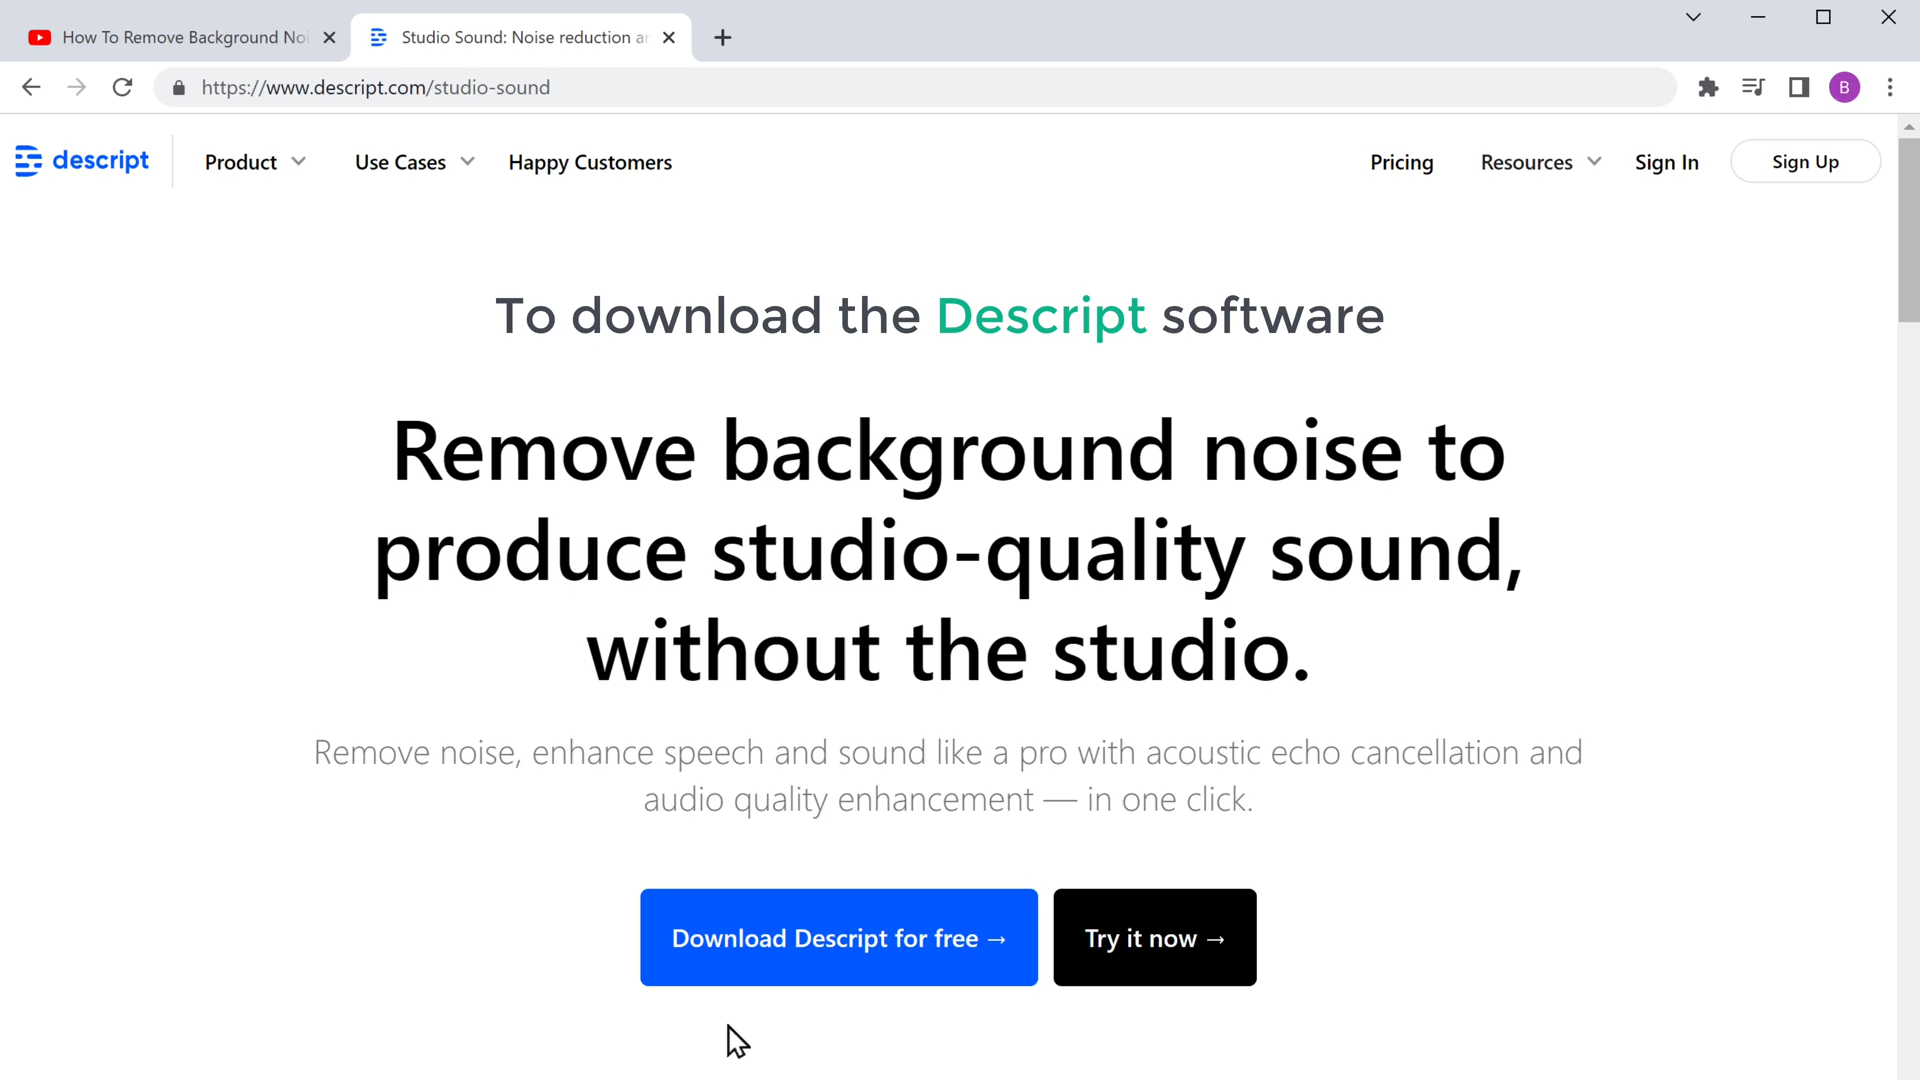 How To Remove Background Noi
Studio Sound: Noise reduction ar
https://www.descript.com/studio-sound
B
descript
Product
Use Cases
Happy Customers
Pricing
Resources
Sign In
Sign Up
To download the Descript software
Remove background noise to
produce studio-quality sound,
without the studio.
Remove noise, enhance speech and sound like a pro with acoustic echo cancellation and
audio quality enhancement — in one click.
Download Descript for free →
Try it now →